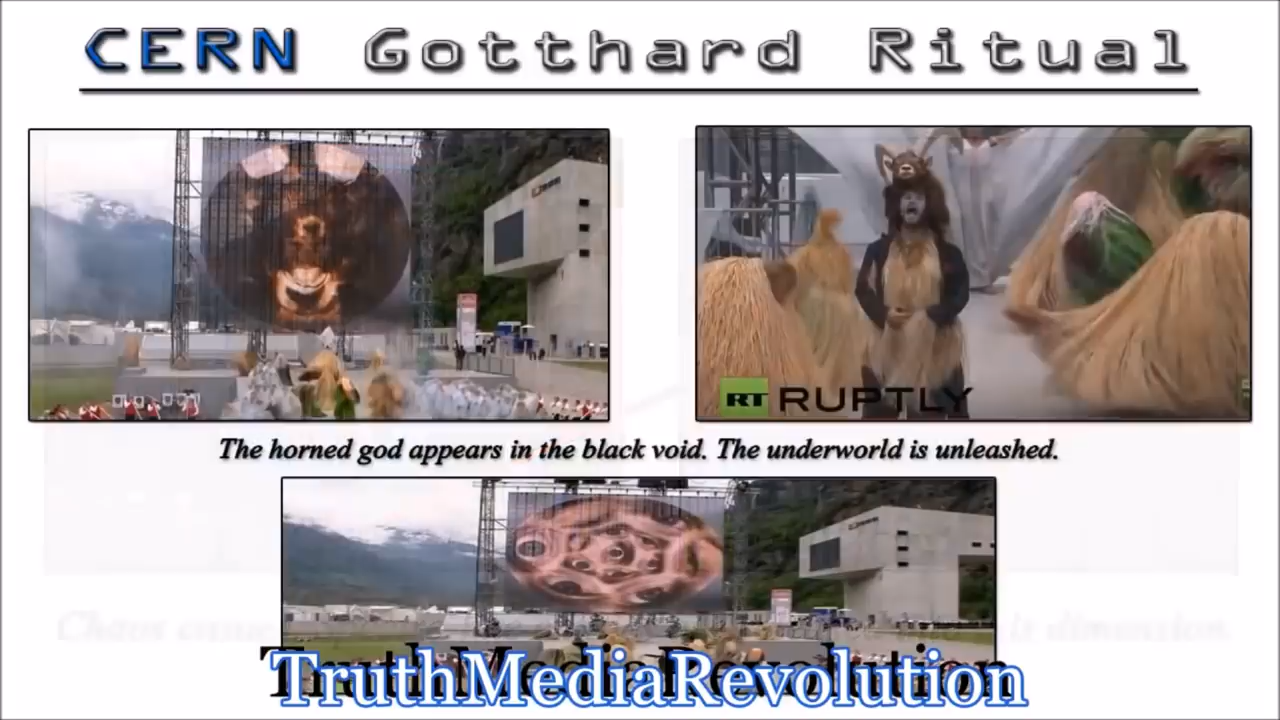 CERN Gotthard Ritual
RT RUPTLY
The horned god appears in the black void. The underworld is unleashed.
TruthMediaRevolution